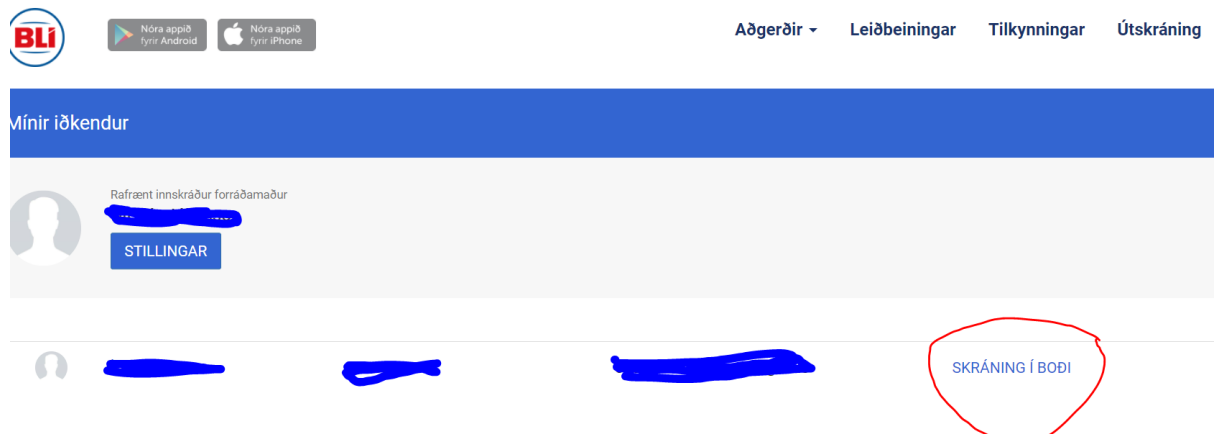 BLÍ
Nóra appið
fyrir Android
Nóra appið
fyrir iPhone
Aðgerðir
Leiðbeiningar
Tilkynningar
Útskráning
Mínir iðkendur
Rafrænt innskráður forráðamaður
STILLINGAR
SKRÁNING Í BOÐI